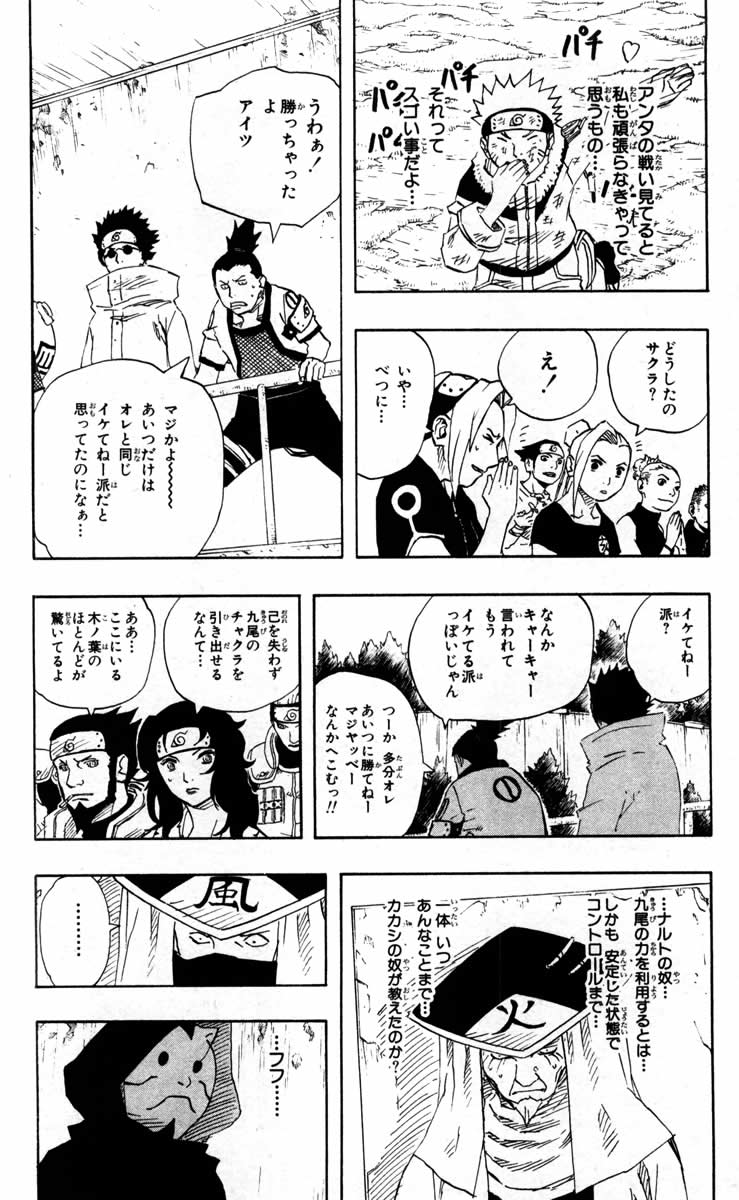 アンタの戦い見てると
私も頑張らなきゃって
思うもの…
それって
スゴい事だよ…
パチ
パチ
パチ
パチ
うわぁ！
勝っちゃった
よ
アイツ
マジかよ〜〜〜〜
あいつだけは
オレと同じ
イケてねー派だと
思ってたのになぁ…
どうしたの
サクラ？
え！
いや…
べつに…
イケてねー
派？
なんか
キャーキャー
言われて
もう
イケてる派
っぽいじゃん
つーか 多分オレ
あいつに勝てねー
マジヤッベー
なんかへこむっ!!
己を失わず
九尾の
チャクラを
引き出せる
なんて…
ああ…
ここにいる
木ノ葉の
ほとんどが
驚いてるよ
…ナルトの奴…
九尾の力を利用するとは…
しかも 安定した状態で
コントロールまで…
一体 いつ
あんなことまで…
カカシの奴が教えたのか？
火
風
………
…フフ……